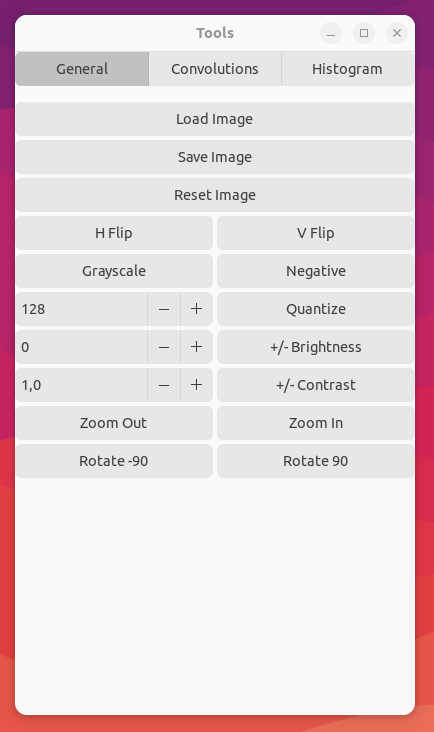 Tools
General Convolutions Histogram
Load Image
Save Image
Reset Image
H Flip V Flip
Grayscale Negative
128 Quantize
0 +/- Brightness
1,0 +/- Contrast
Zoom Out Zoom In
Rotate -90 Rotate 90